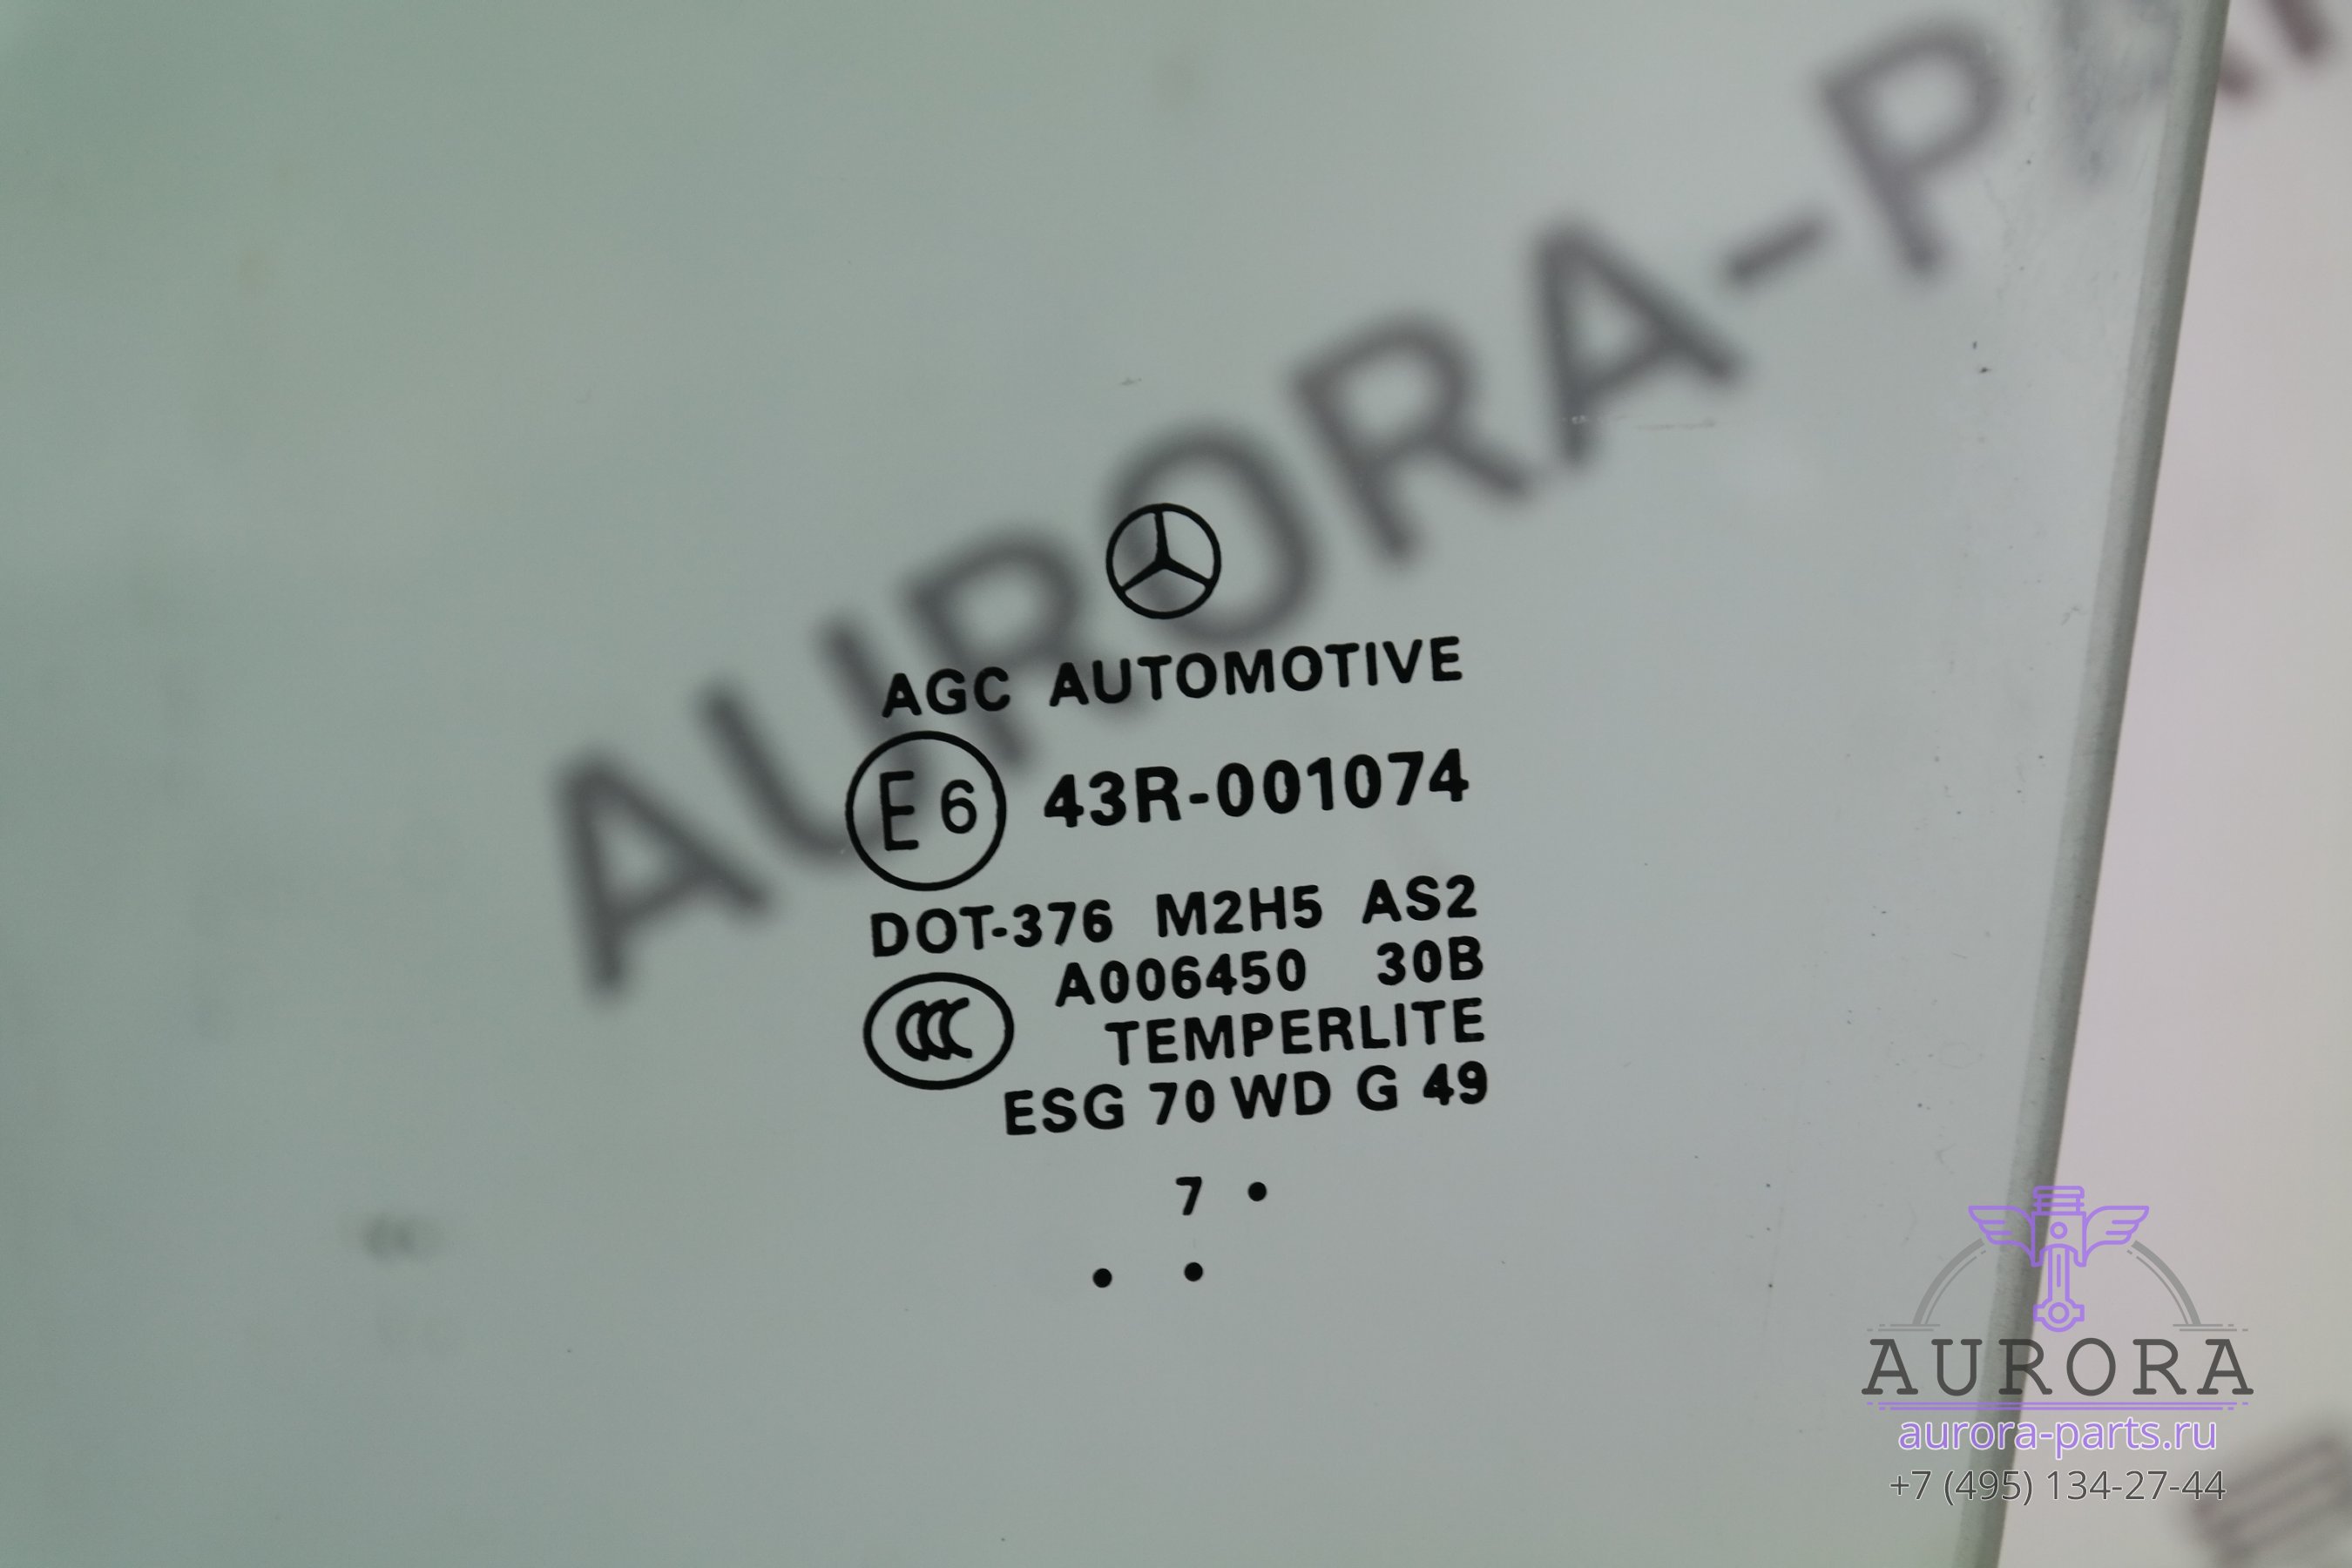 AURORA-P
AGC AUTOMOTIVE
E6 43R-001074
DOT-376 M2H5 AS2
A006450 30B
CCC
TEMPERLITE
ESG 70 WD G 49
7 •
• •
AURORA
aurora-parts.ru
+7 (495) 134-27-44